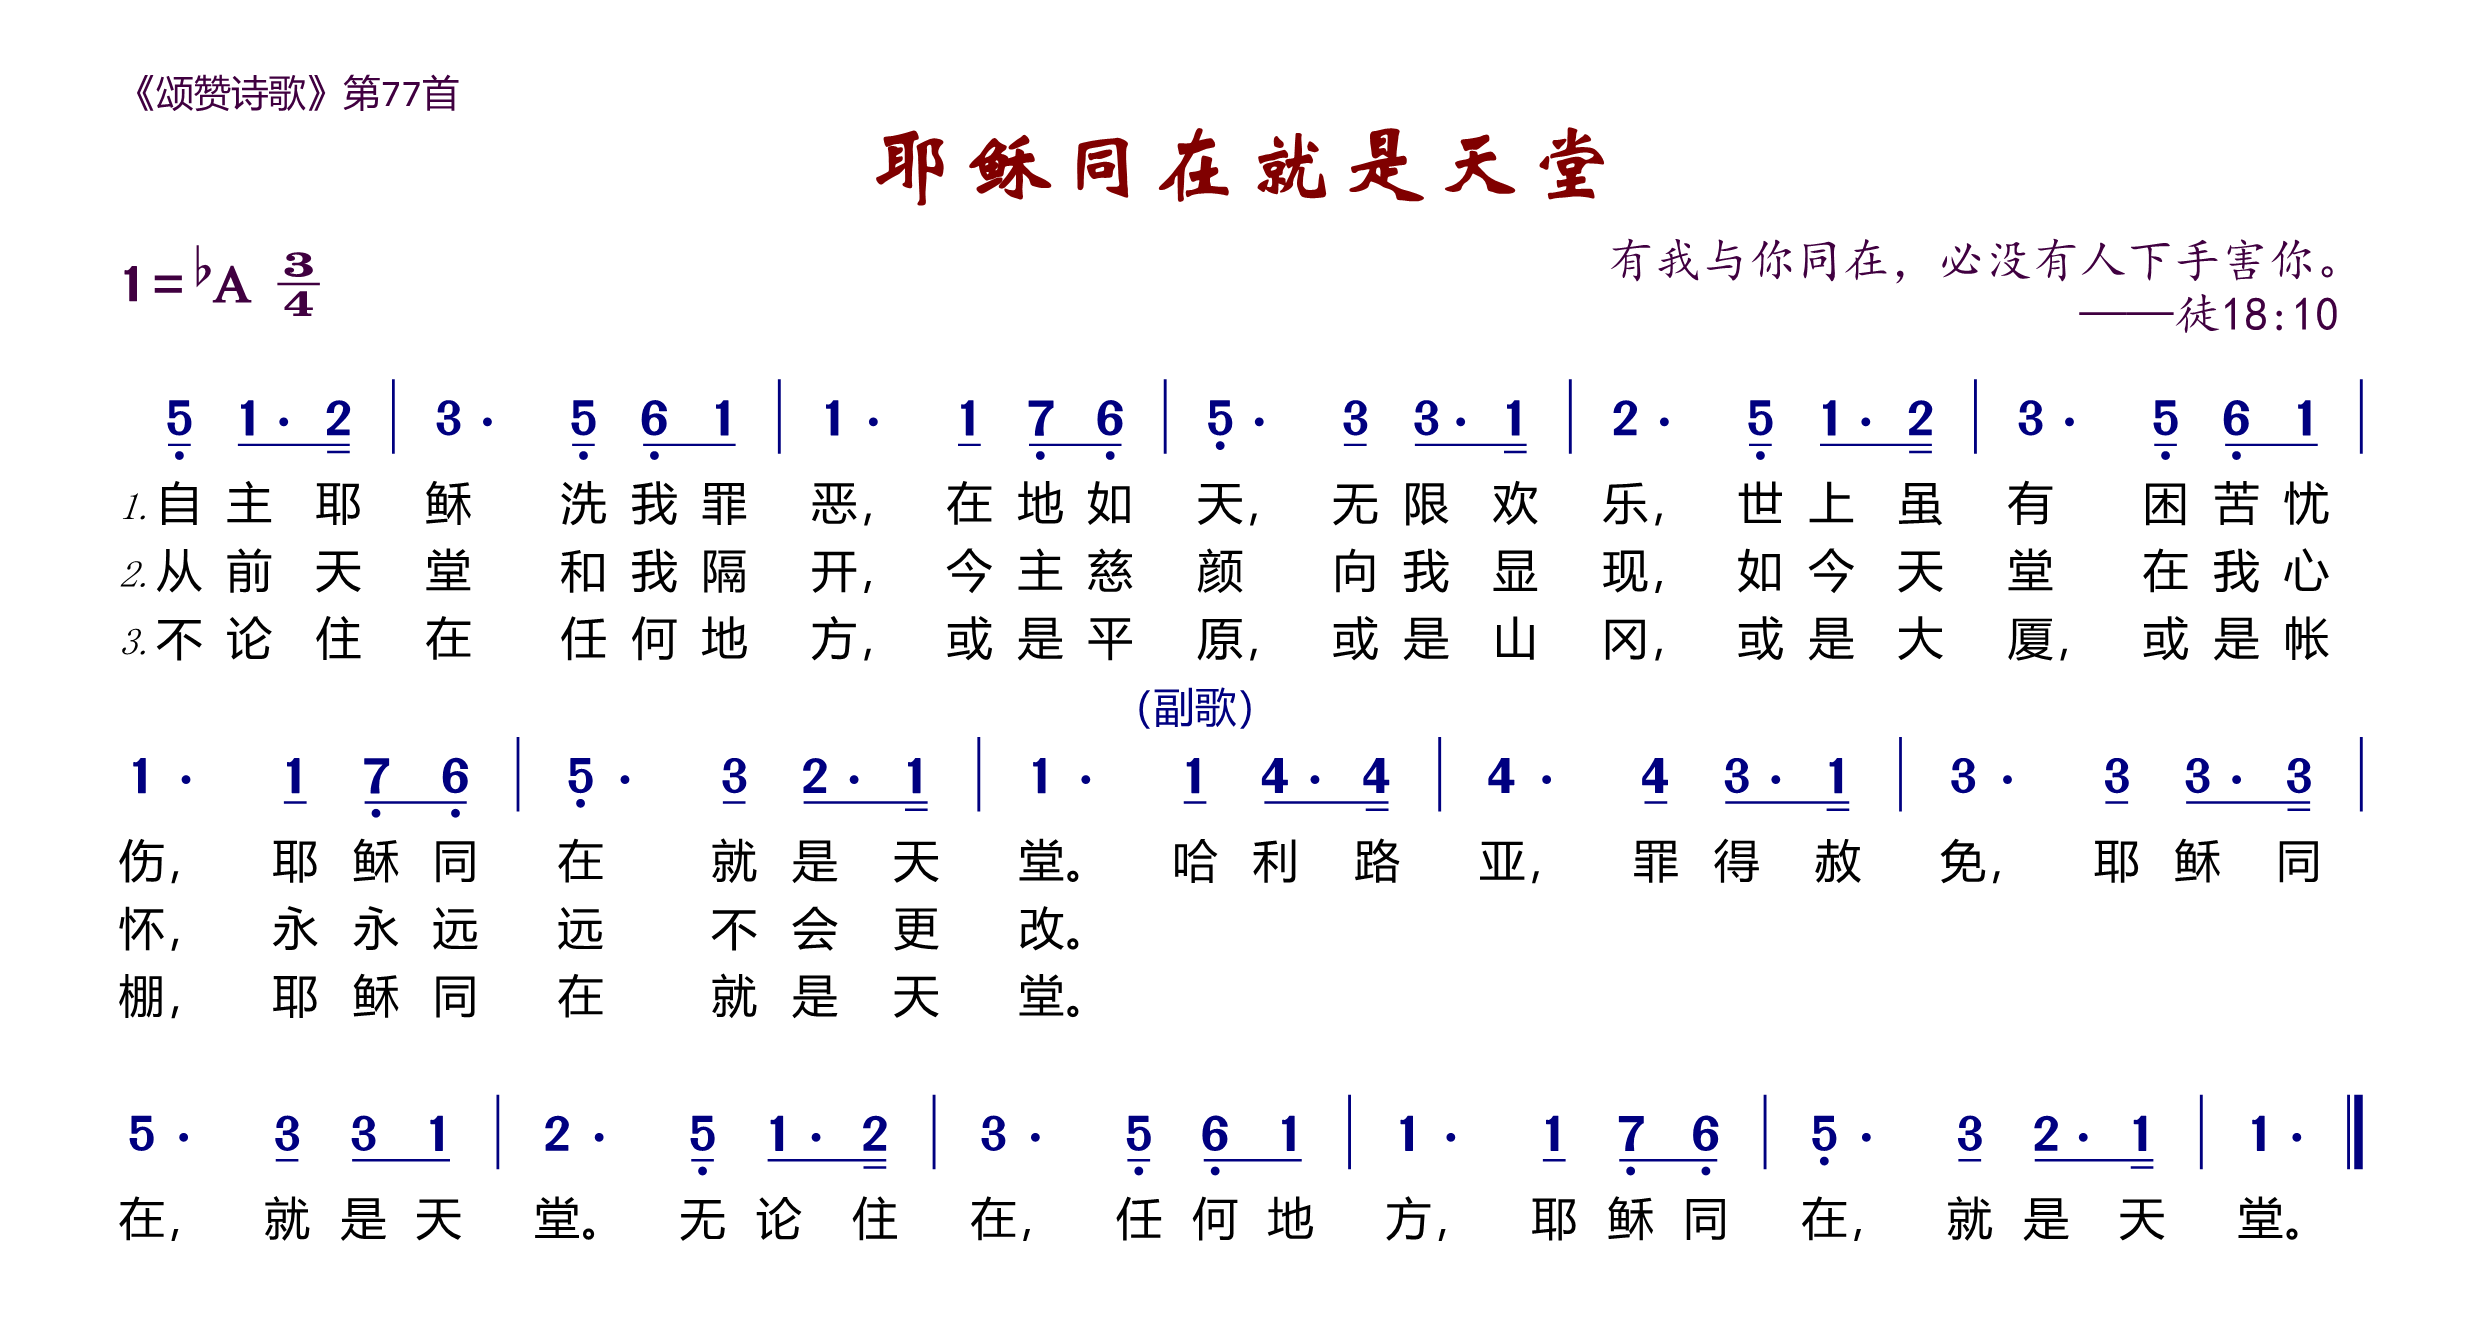 《颂赞诗歌》第77首
耶稣同在就是天堂
1=♭A 3/4
有我与你同在，必没有人下手害你。
——徒18:10
5 1· 2 | 3· 5 6 1 | 1· 1 7 6 | 5· 3 3· 1 | 2· 5 1· 2 | 3· 5 6 1 |
1.自主耶稣洗我罪恶，在地如天，无限欢乐，世上虽有困苦忧
2.从前天堂和我隔开，今主慈颜向我显现，如今天堂在我心
3.不论住在任何地方，或是平原，或是山冈，或是大厦，或是帐
(副歌)
1· 1 7 6 | 5· 3 2· 1 | 1· 1 4· 4 | 4· 4 3· 1 | 3· 3 3· 3 |
伤，耶稣同在就是天堂。哈利路亚，罪得赦免，耶稣同
怀，永永远远不会更改。
棚，耶稣同在就是天堂。
5· 3 3 1 | 2· 5 1· 2 | 3· 5 6 1 | 1· 1 7 6 | 5· 3 2· 1 | 1· ‖
在，就是天堂。无论住在，任何地方，耶稣同在，就是天堂。